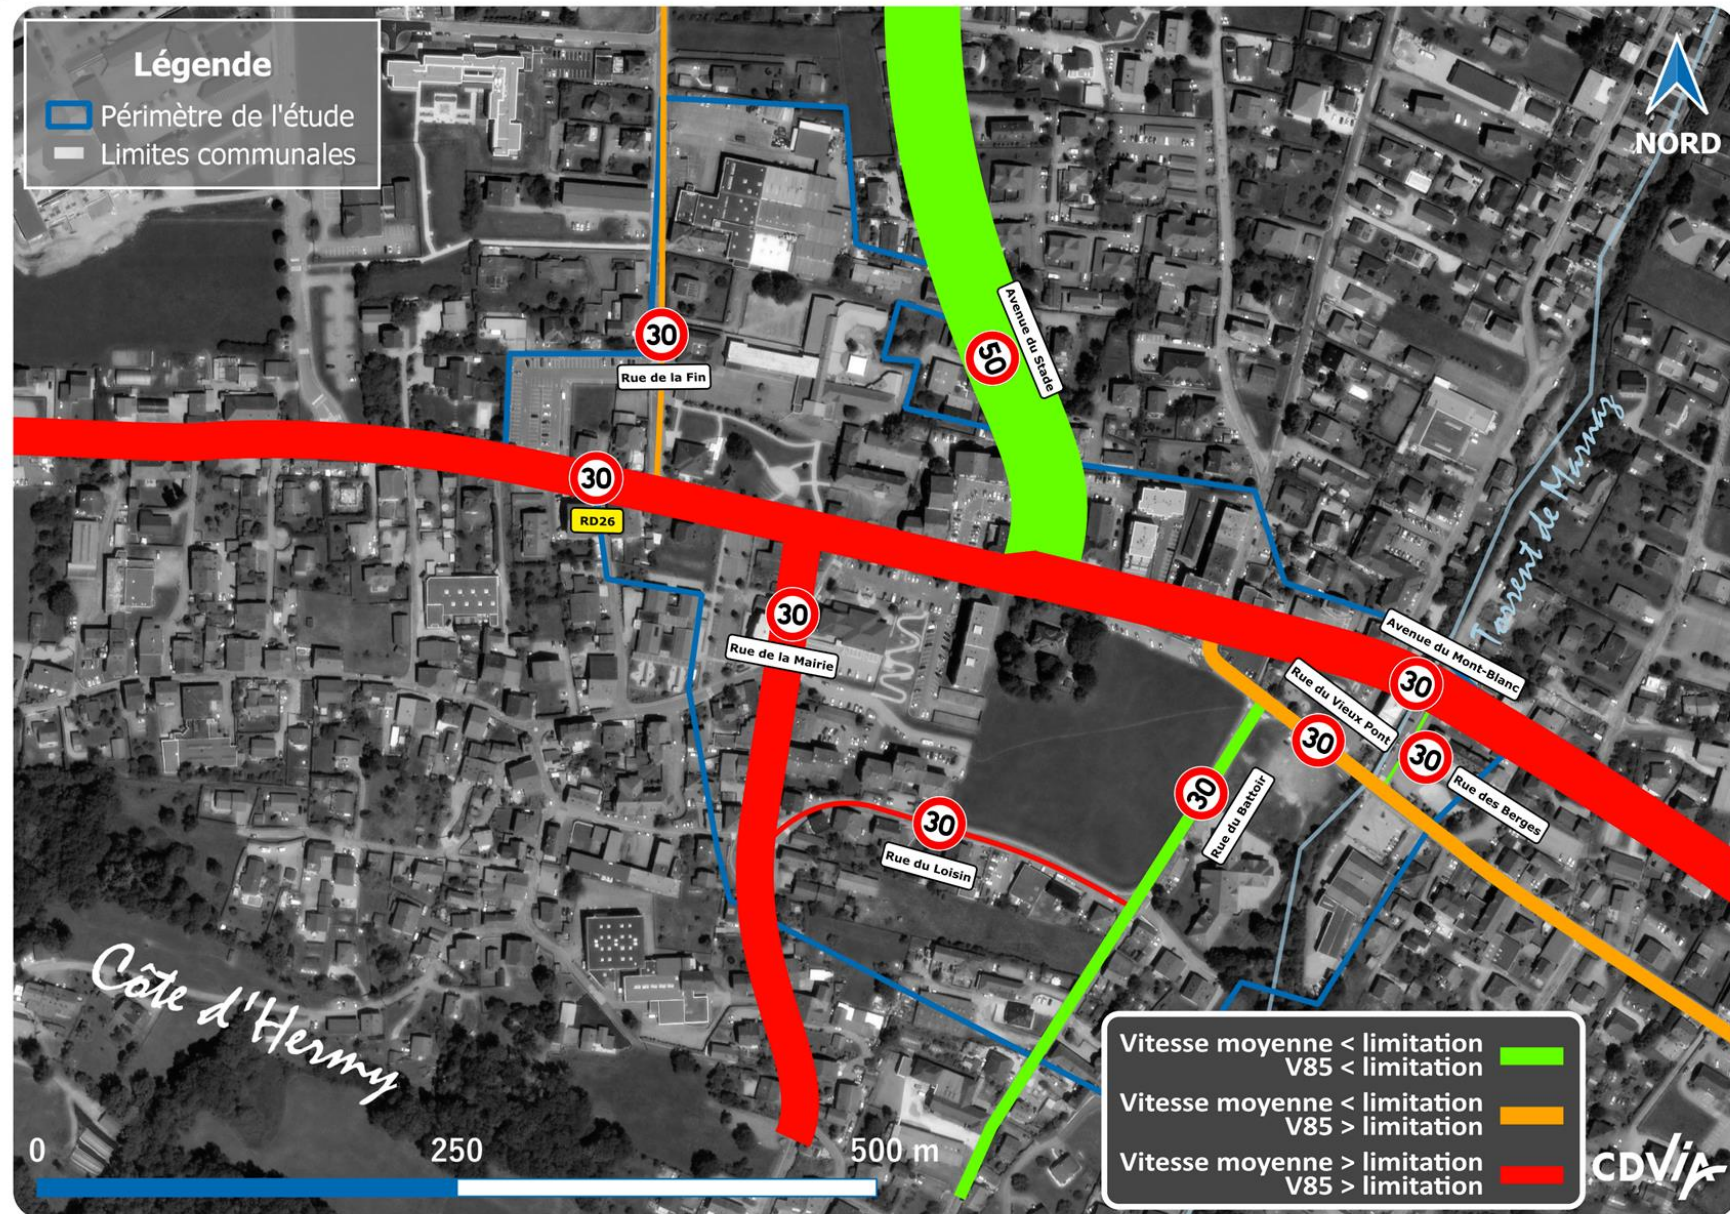 Légende
Périmètre de l'étude
Limites communales
NORD
30
Rue de la Fin
50
Avenue du Stade
30
RD26
Torrent de Marnaz
30
Rue de la Mairie
Avenue du Mont-Blanc
30
Rue du Vieux Pont
30
30
Rue des Berges
30
Rue du Battoir
30
Rue du Loisin
Côte d'Hermy
Vitesse moyenne < limitation
V85 < limitation
Vitesse moyenne < limitation
V85 > limitation
Vitesse moyenne > limitation
V85 > limitation
0 250 500 m
CDVIA